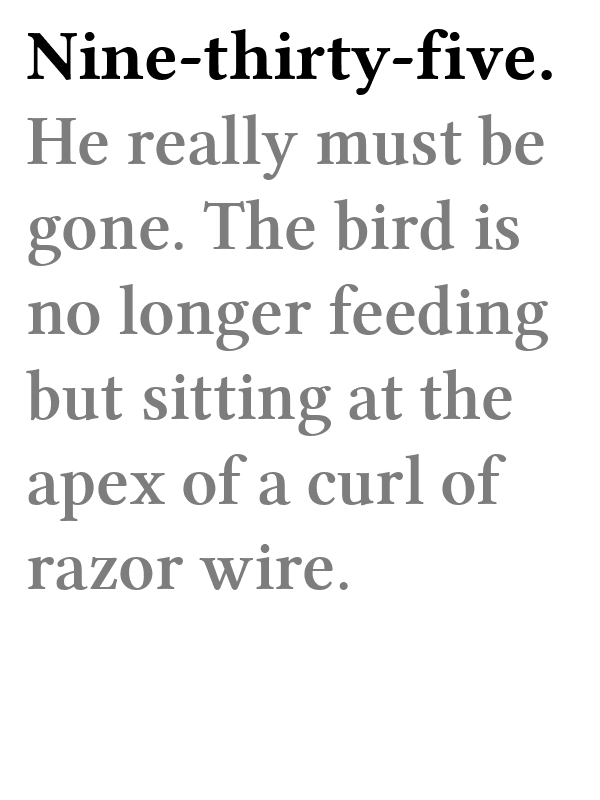 Nine-thirty-five.
He really must be
gone. The bird is
no longer feeding
but sitting at the
apex of a curl of
razor wire.